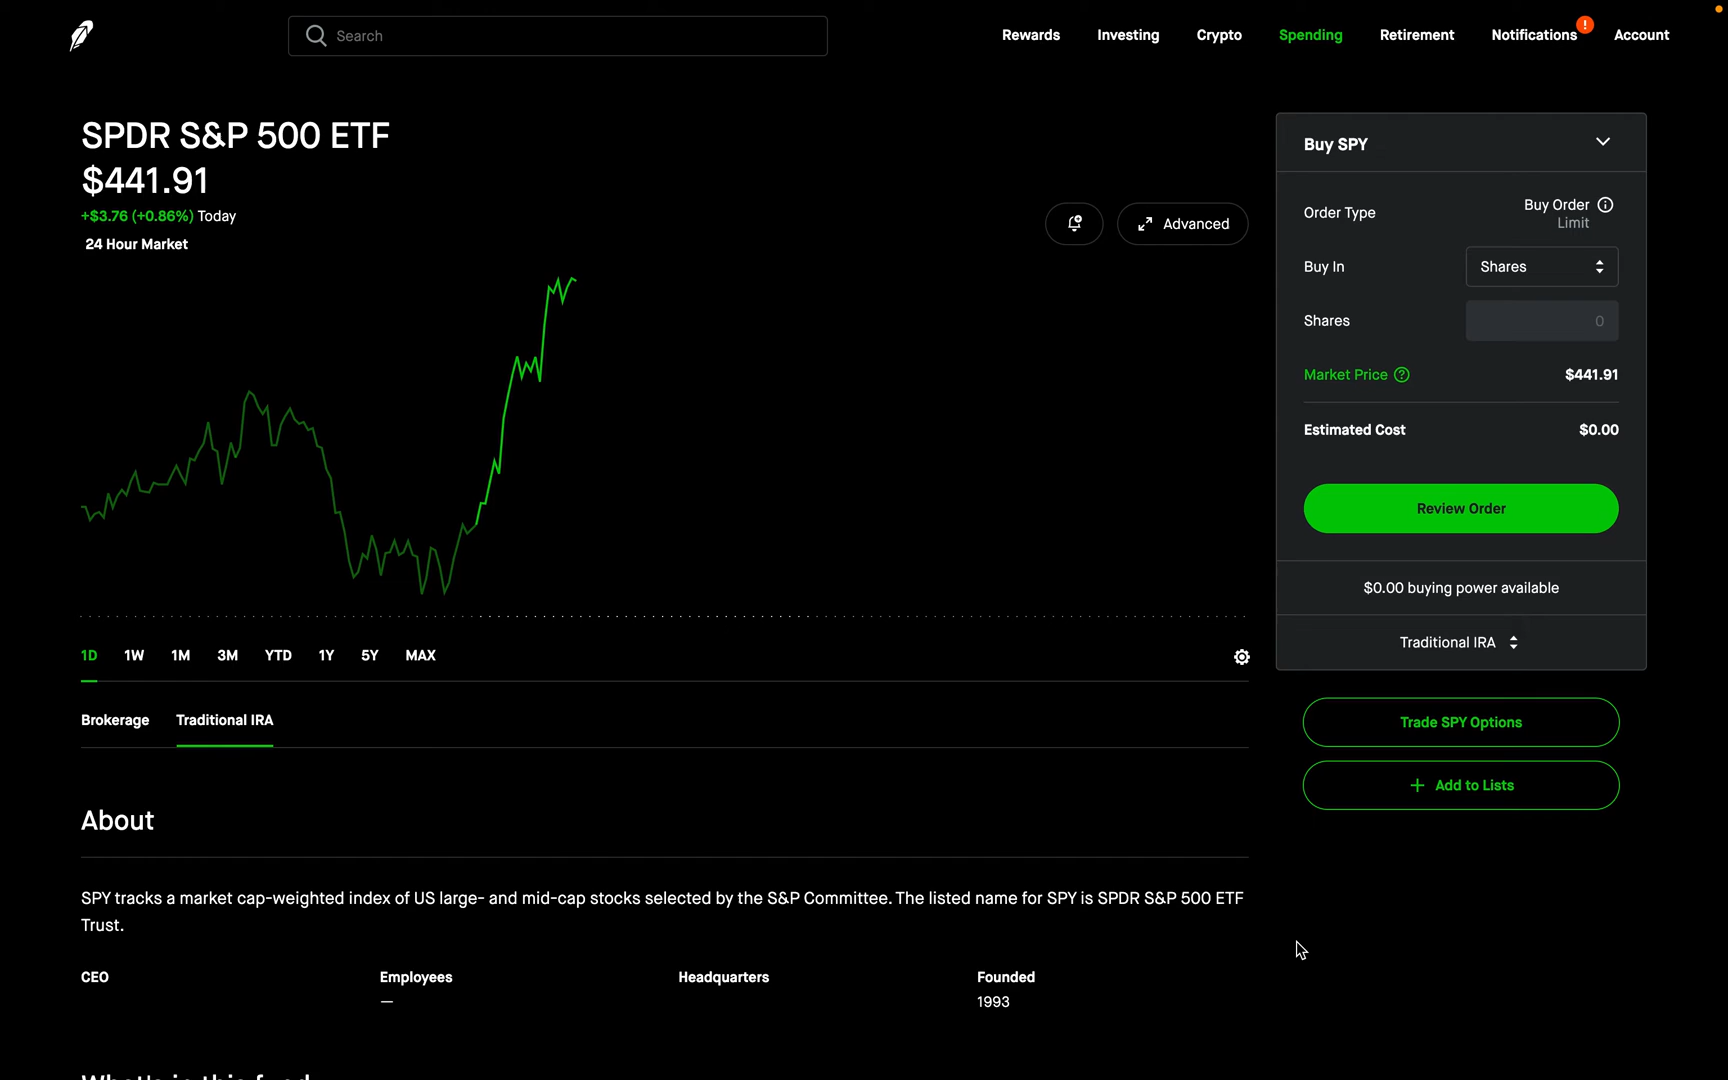 Search
Rewards
Investing
Crypto
Spending
Retirement
Notifications
!
Account
SPDR S&P 500 ETF
$441.91
+$3.76 (+0.86%) Today
24 Hour Market
Advanced
Buy SPY
Order Type
Buy Order
Limit
Buy In
Shares
Shares
0
Market Price ?
$441.91
Estimated Cost
$0.00
Review Order
$0.00 buying power available
Traditional IRA
Trade SPY Options
+ Add to Lists
1D
1W
1M
3M
YTD
1Y
5Y
MAX
Brokerage
Traditional IRA
About
SPY tracks a market cap-weighted index of US large- and mid-cap stocks selected by the S&P Committee. The listed name for SPY is SPDR S&P 500 ETF
Trust.
CEO
Employees
—
Headquarters
Founded
1993
What's in this fund